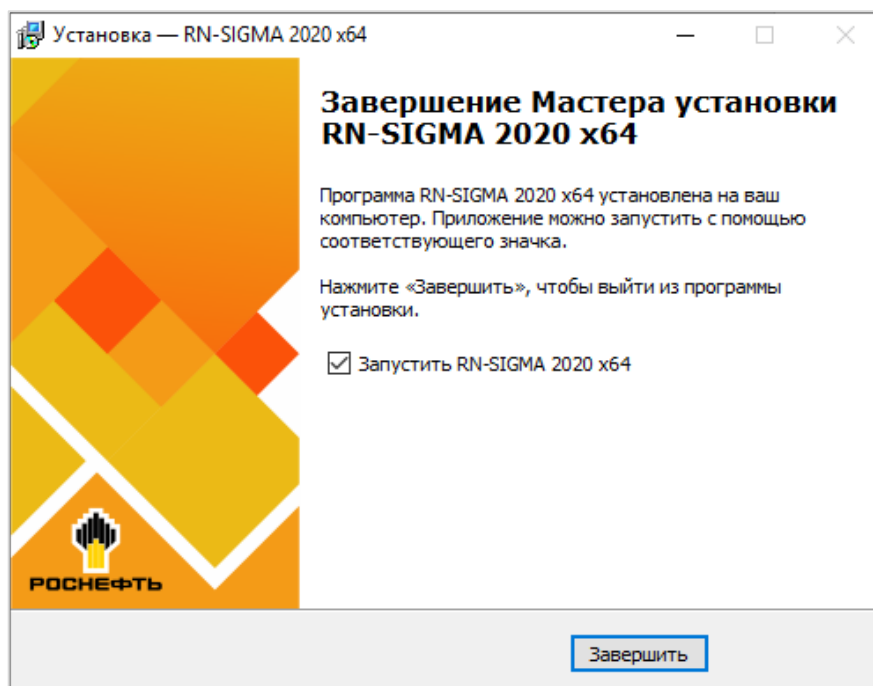 Установка — RN-SIGMA 2020 x64
Завершение Мастера установки
RN-SIGMA 2020 x64
Программа RN-SIGMA 2020 x64 установлена на ваш
компьютер. Приложение можно запустить с помощью
соответствующего значка.
Нажмите «Завершить», чтобы выйти из программы
установки.
Запустить RN-SIGMA 2020 x64
РОСНЕФТЬ
Завершить